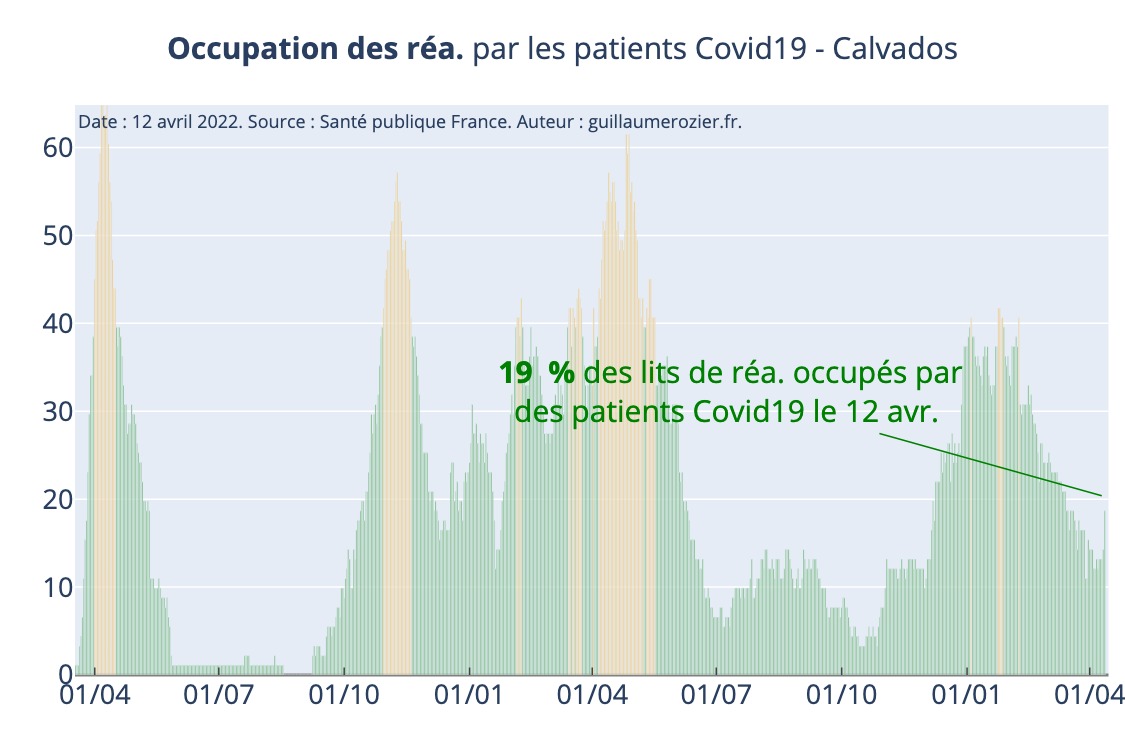 Occupation des réa. par les patients Covid19 - Calvados
Date : 12 avril 2022. Source : Santé publique France. Auteur : guillaumerozier.fr.
60
50
40
19 % des lits de réa. occupés par
des patients Covid19 le 12 avr.
30
20
10
0
01/04 01/07 01/10 01/01 01/04 01/07 01/10 01/01 01/04